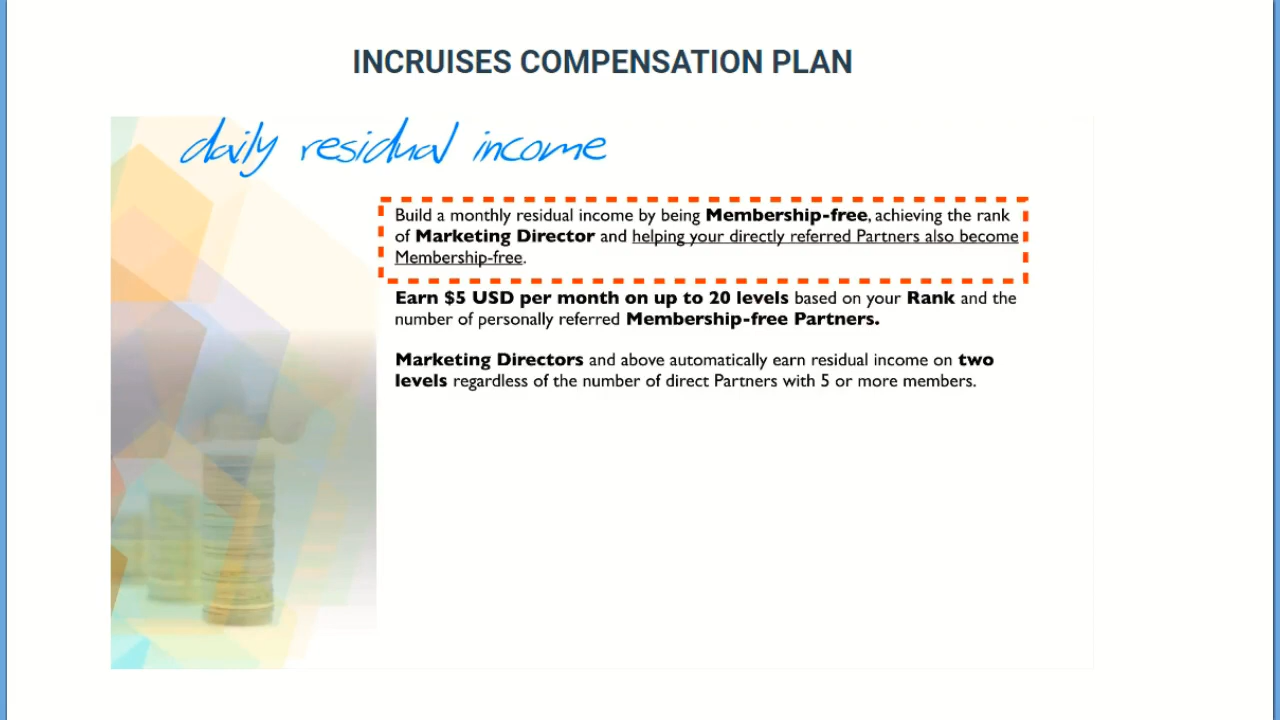 INCRUISES COMPENSATION PLAN
daily residual income
Build a monthly residual income by being Membership-free, achieving the rank
of Marketing Director and helping your directly referred Partners also become
Membership-free.
Earn $5 USD per month on up to 20 levels based on your Rank and the
number of personally referred Membership-free Partners.
Marketing Directors and above automatically earn residual income on two
levels regardless of the number of direct Partners with 5 or more members.